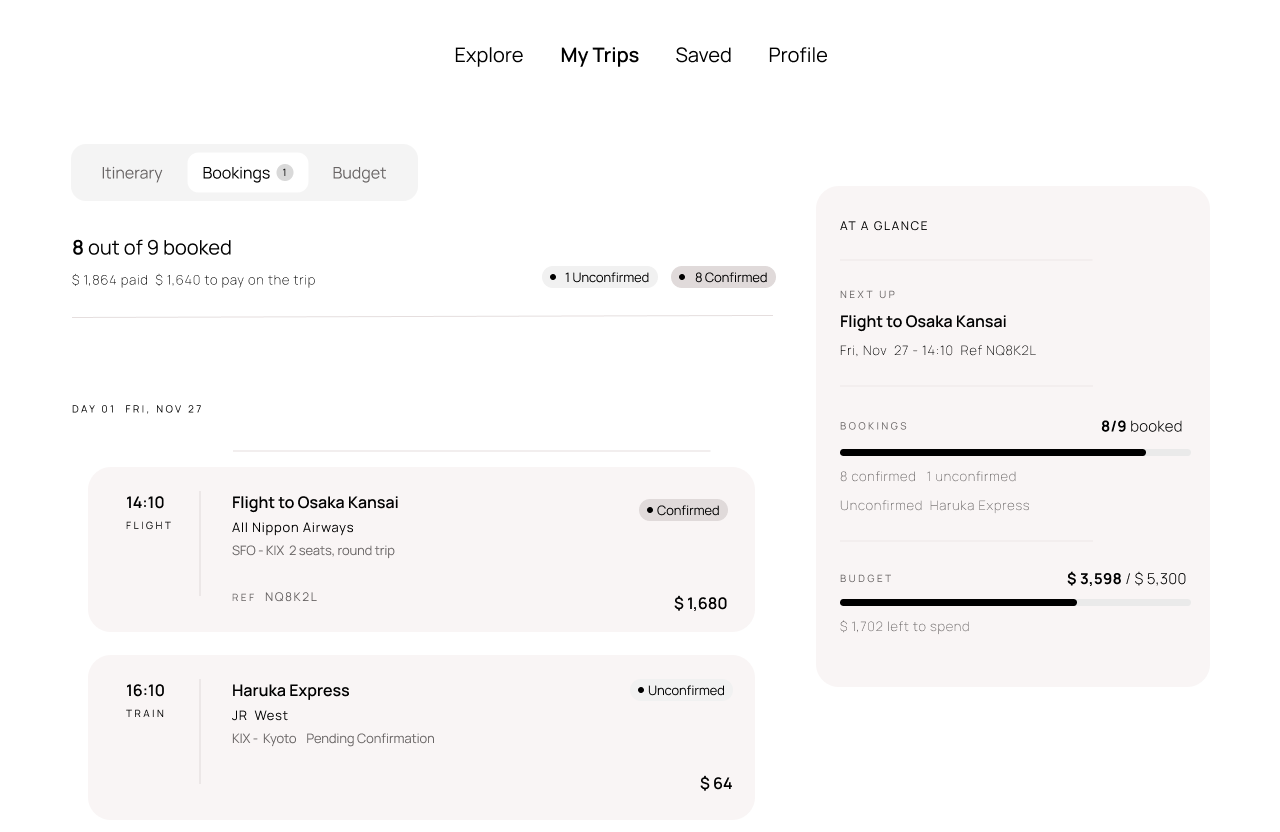 Explore My Trips Saved Profile
Itinerary Bookings 1 Budget
8 out of 9 booked
$ 1,864 paid $ 1,640 to pay on the trip
1 Unconfirmed 8 Confirmed
DAY 01 FRI, NOV 27
14:10
FLIGHT
Flight to Osaka Kansai
All Nippon Airways
SFO - KIX 2 seats, round trip
REF NQ8K2L
Confirmed
$ 1,680
16:10
TRAIN
Haruka Express
JR West
KIX - Kyoto Pending Confirmation
Unconfirmed
$ 64
AT A GLANCE
NEXT UP
Flight to Osaka Kansai
Fri, Nov 27 - 14:10 Ref NQ8K2L
BOOKINGS 8/9 booked
8 confirmed 1 unconfirmed
Unconfirmed Haruka Express
BUDGET $ 3,598 / $ 5,300
$ 1,702 left to spend